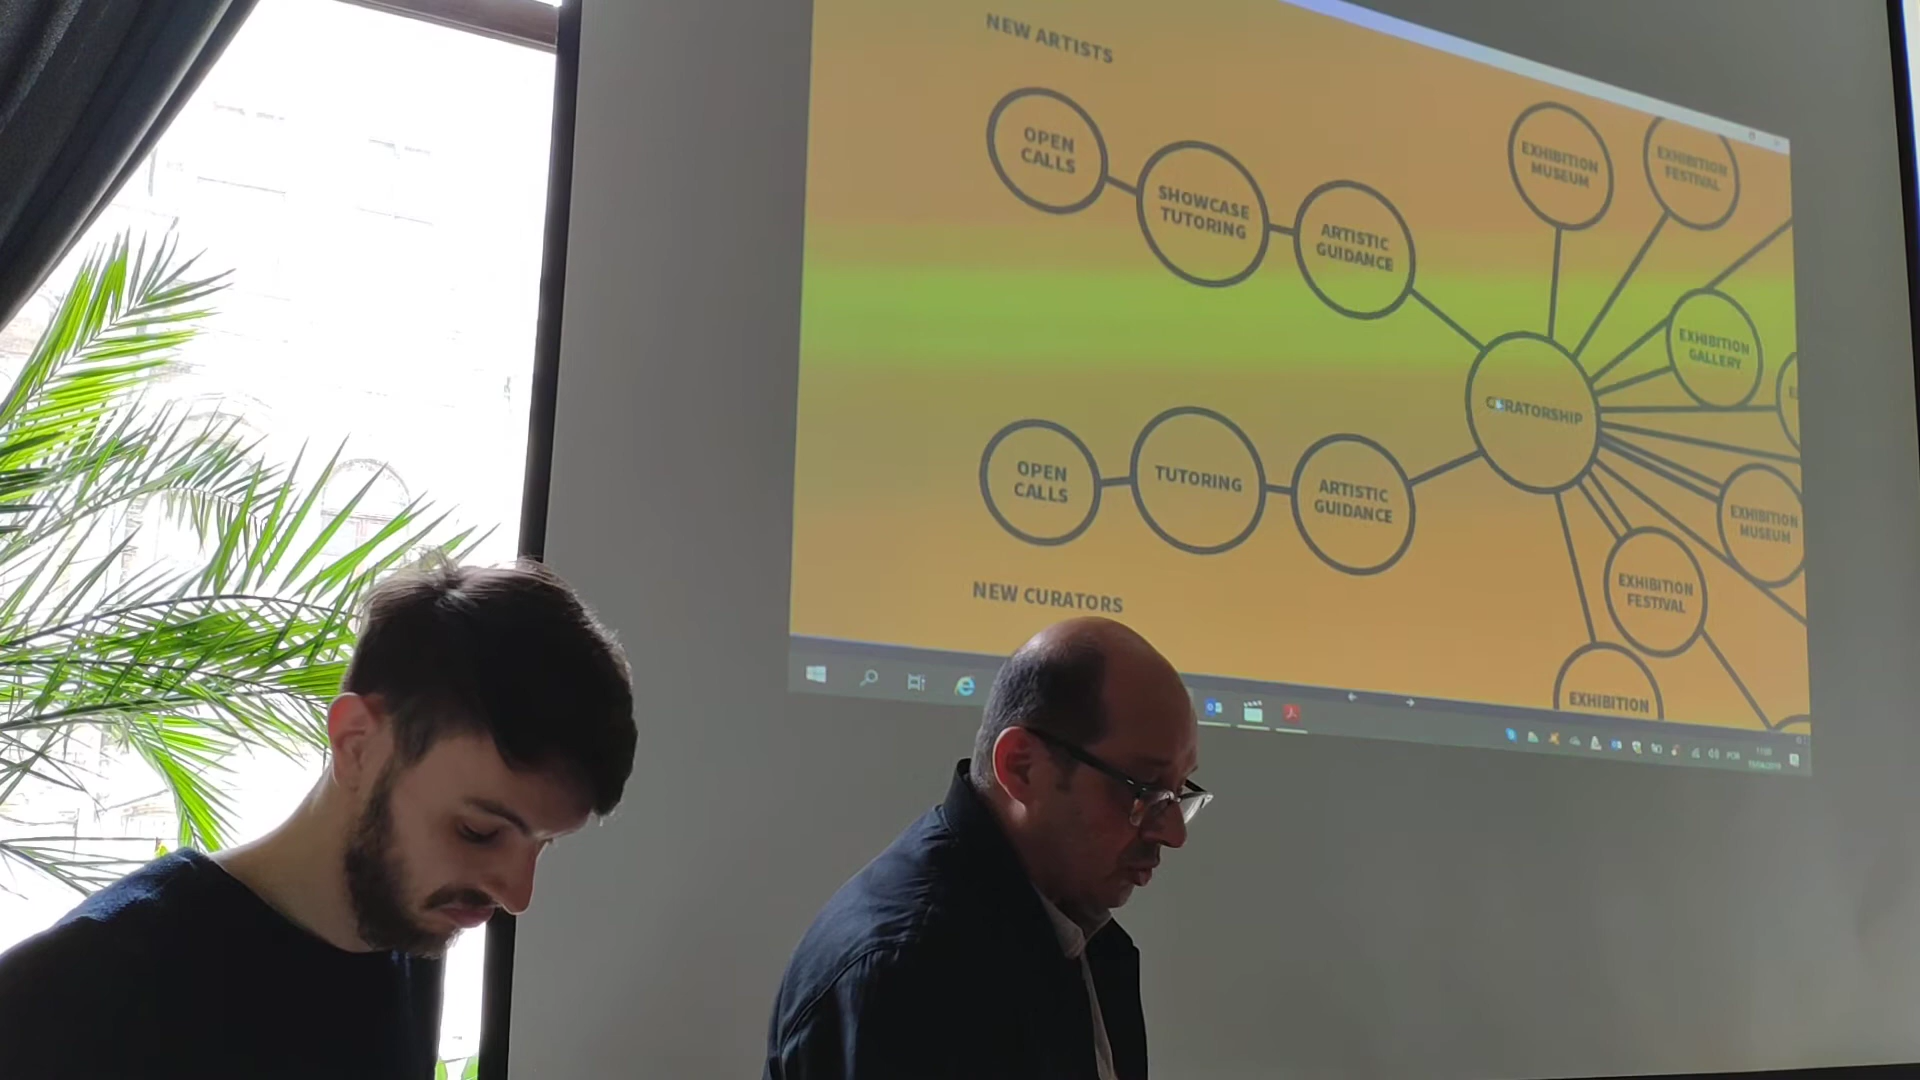 NEW ARTISTS
OPEN
CALLS
SHOWCASE
TUTORING
ARTISTIC
GUIDANCE
EXHIBITION
MUSEUM
EXHIBITION
FESTIVAL
EXHIBITION
GALLERY
CURATORSHIP
OPEN
CALLS
TUTORING
ARTISTIC
GUIDANCE
EXHIBITION
MUSEUM
EXHIBITION
FESTIVAL
EXHIBITION
NEW CURATORS
POR